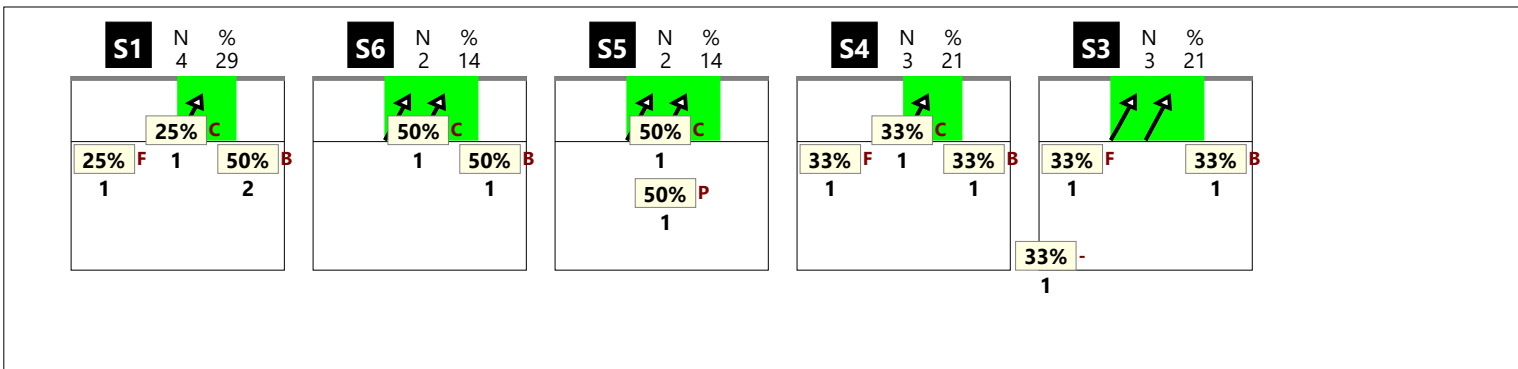 S1 N %
4 29
25% C
1
25% F
1
50% B
2
S6 N %
2 14
50% C
1
50% B
1
S5 N %
2 14
50% C
1
50% P
1
S4 N %
3 21
33% C
1
33% F
1
33% B
1
S3 N %
3 21
33% F
1
33% B
1
33% -
1